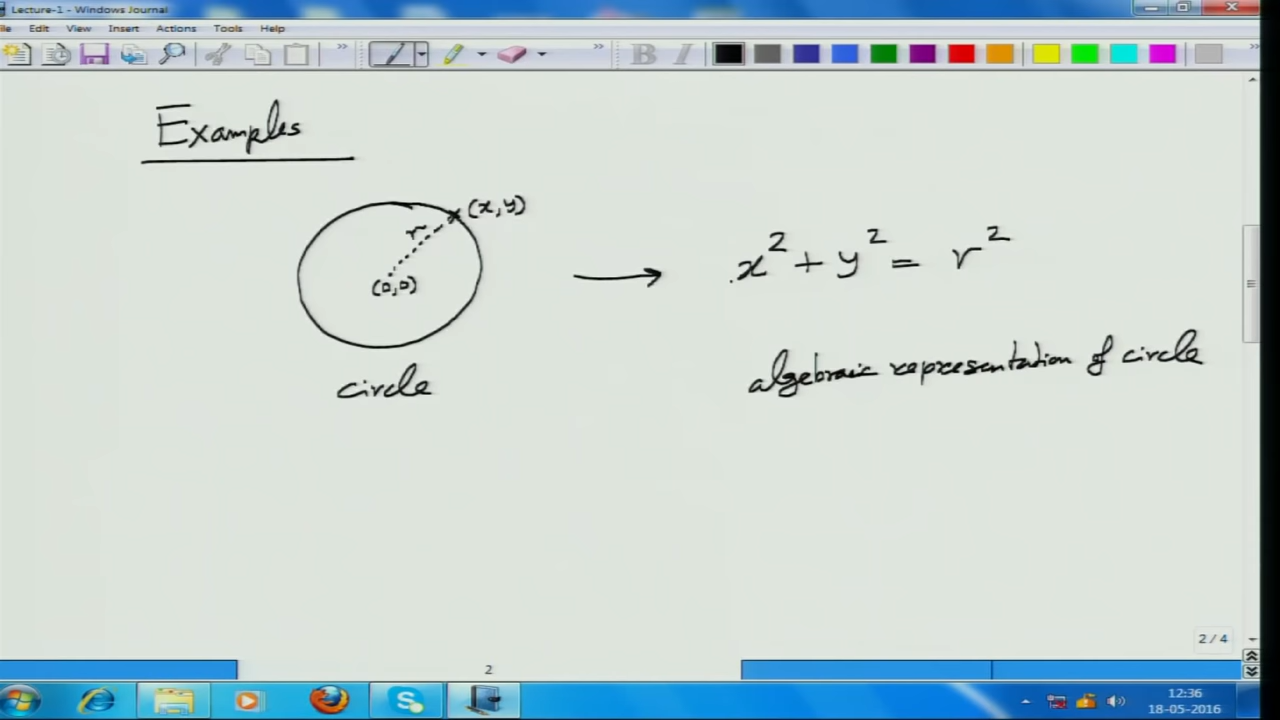 Lecture-1 - Windows Journal
ile Edit View Insert Actions Tools Help
B I
Examples
(x,y)
r
(0,0)
x² + y² = r²
circle
algebraic representation of circle
2 / 4
2
12:36
18-05-2016